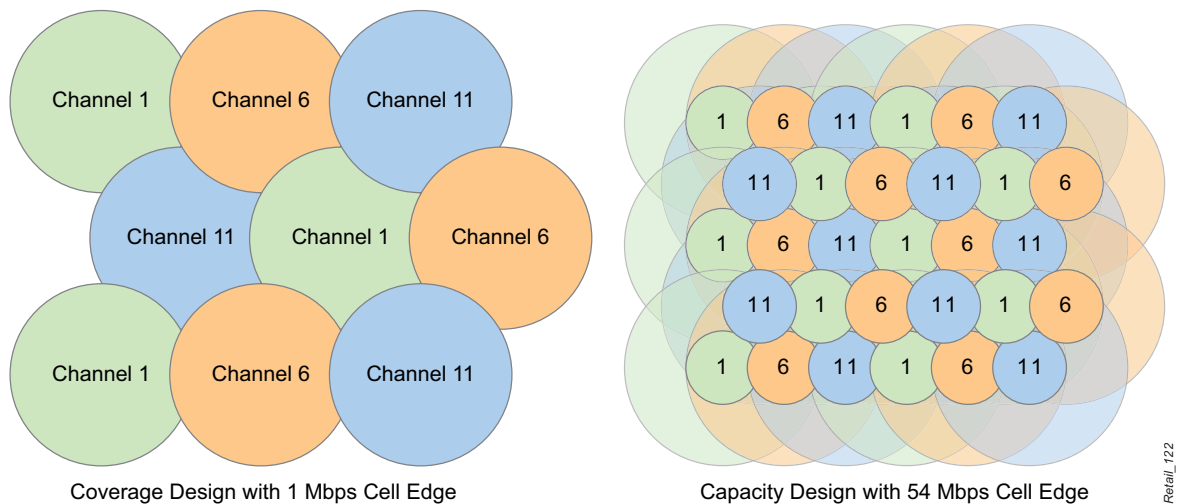 Channel 1 Channel 6 Channel 11
Channel 11 Channel 1 Channel 6
Channel 1 Channel 6 Channel 11
Coverage Design with 1 Mbps Cell Edge
1 6 11 1 6 11
11 1 6 11 1 6
1 6 11 1 6 11
11 1 6 11 1 6
1 6 11 1 6 11
Capacity Design with 54 Mbps Cell Edge
Retail_122